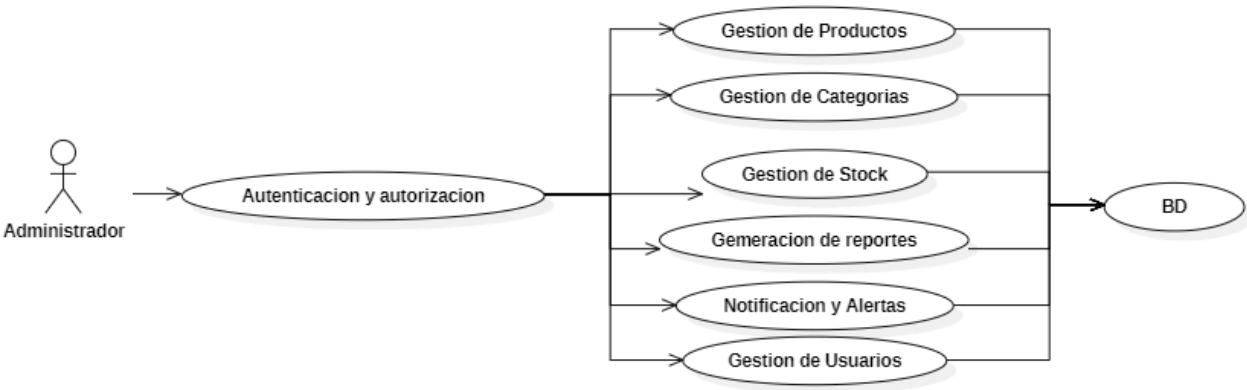 Administrador
Autenticacion y autorizacion
Gestion de Productos
Gestion de Categorias
Gestion de Stock
Gemeracion de reportes
Notificacion y Alertas
Gestion de Usuarios
BD